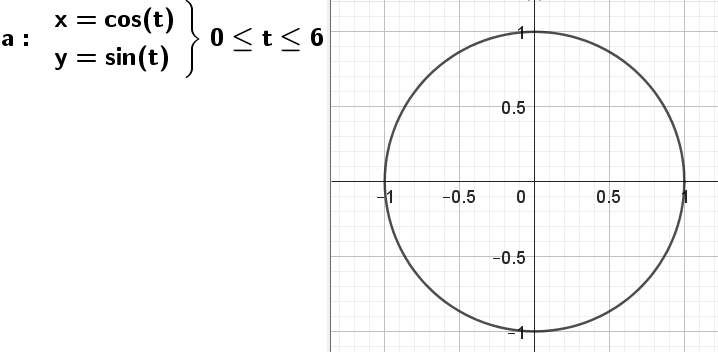 x = cos(t)
a : } 0 ≤ t ≤ 6
y = sin(t)
1
0.5
−1 −0.5 0 0.5 1
−0.5
−1